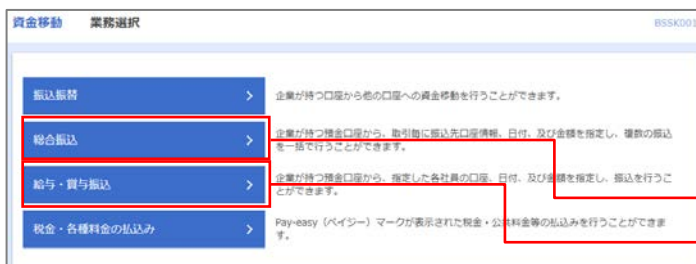 資金移動 業務選択 BSSK001
振込振替 企業が持つ口座から他の口座への資金移動を行うことができます。
総合振込 企業が持つ預金口座から、取引毎に振込先口座情報、日付、及び金額を指定し、複数の振込
を一括で行うことができます。
給与・賞与振込 企業が持つ預金口座から、指定した各社員の口座、日付、及び金額を指定し、振込を行うこ
とができます。
税金・各種料金の払込み Pay-easy（ペイジー）マークが表示された税金・公共料金等の払込みを行うことができま
す。